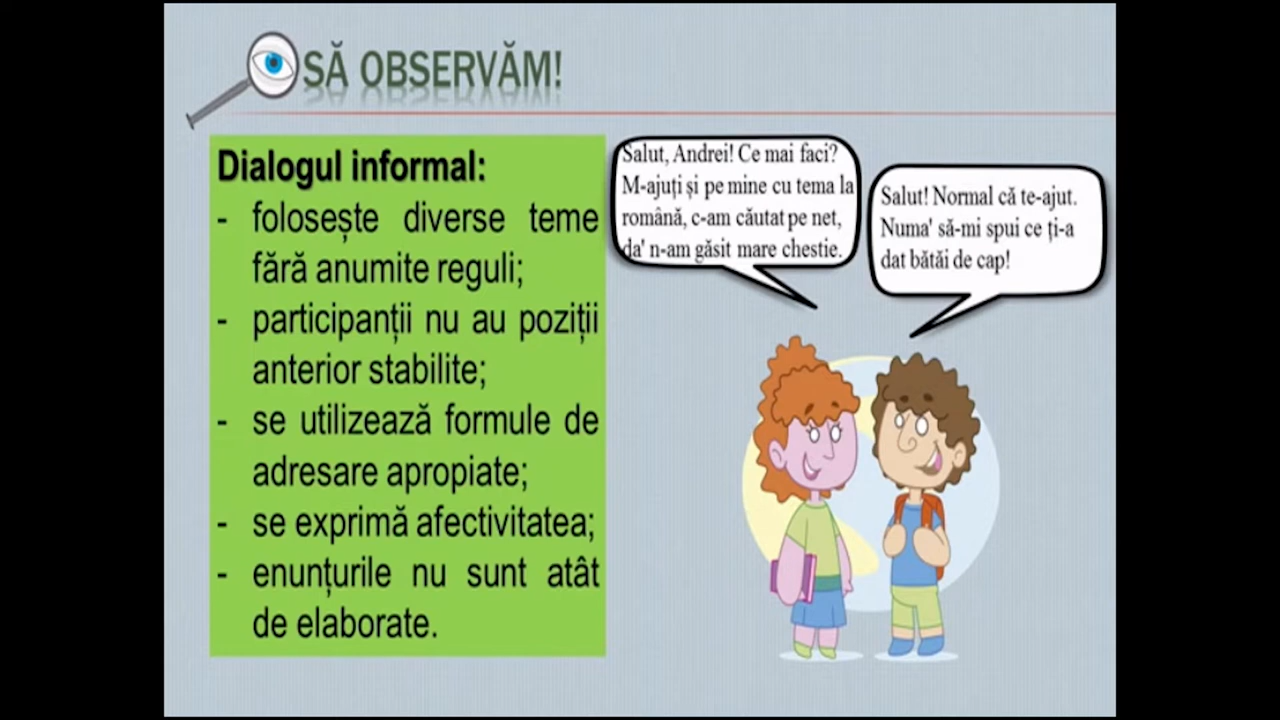 SĂ OBSERVĂM!
Dialogul informal:
- folosește diverse teme
fără anumite reguli;
- participanții nu au poziții
anterior stabilite;
- se utilizează formule de
adresare apropiate;
- se exprimă afectivitatea;
- enunțurile nu sunt atât
de elaborate.
Salut, Andrei! Ce mai faci?
M-ajuți și pe mine cu tema la
română, c-am căutat pe net,
da' n-am găsit mare chestie.
Salut! Normal că te-ajut.
Numa' să-mi spui ce ți-a
dat bătăi de cap!